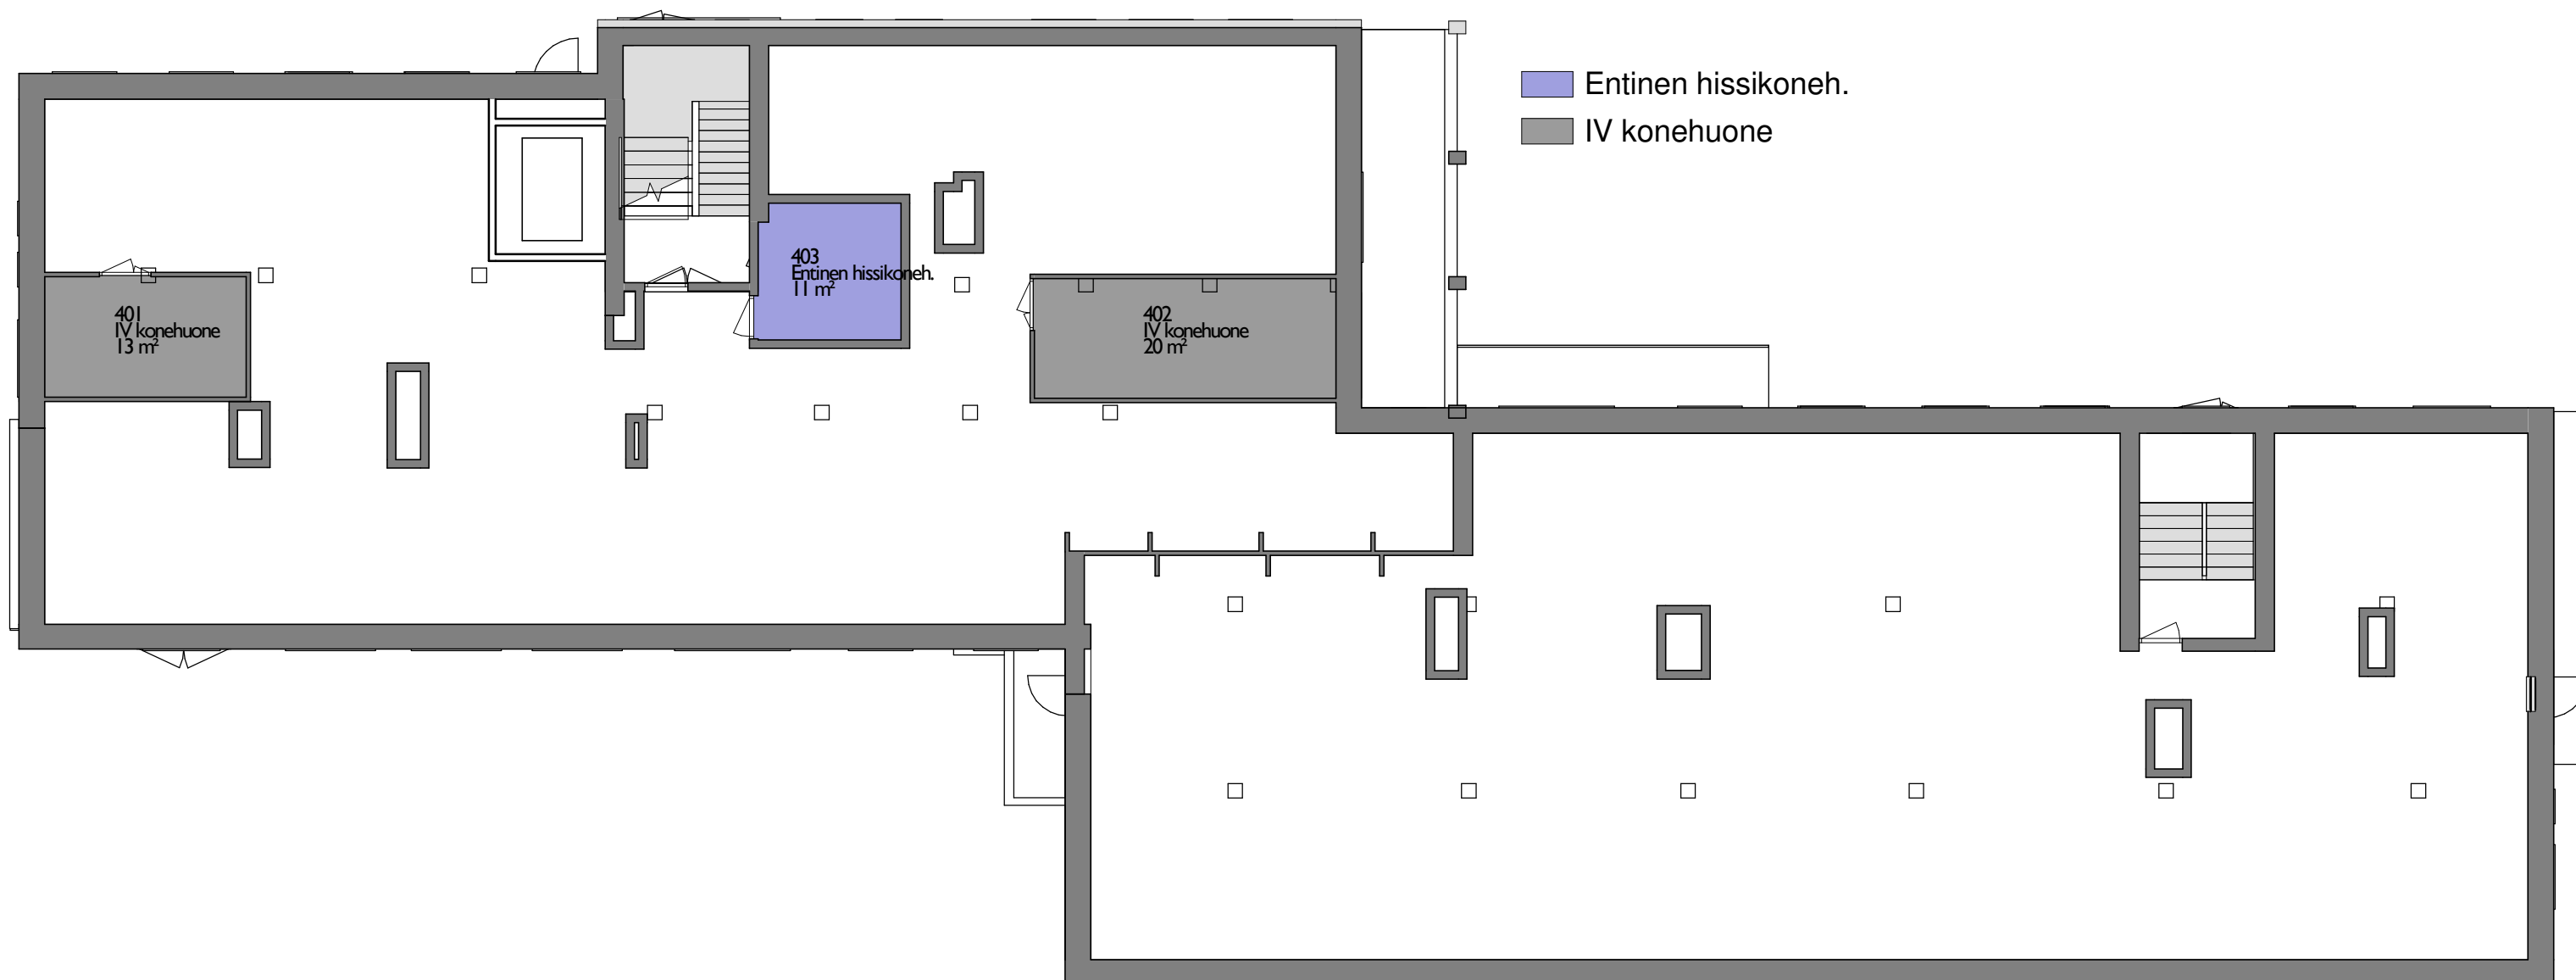 Entinen hissikoneh.
IV konehuone
403
Entinen hissikoneh.
11 m²
401
IV konehuone
13 m²
402
IV konehuone
20 m²